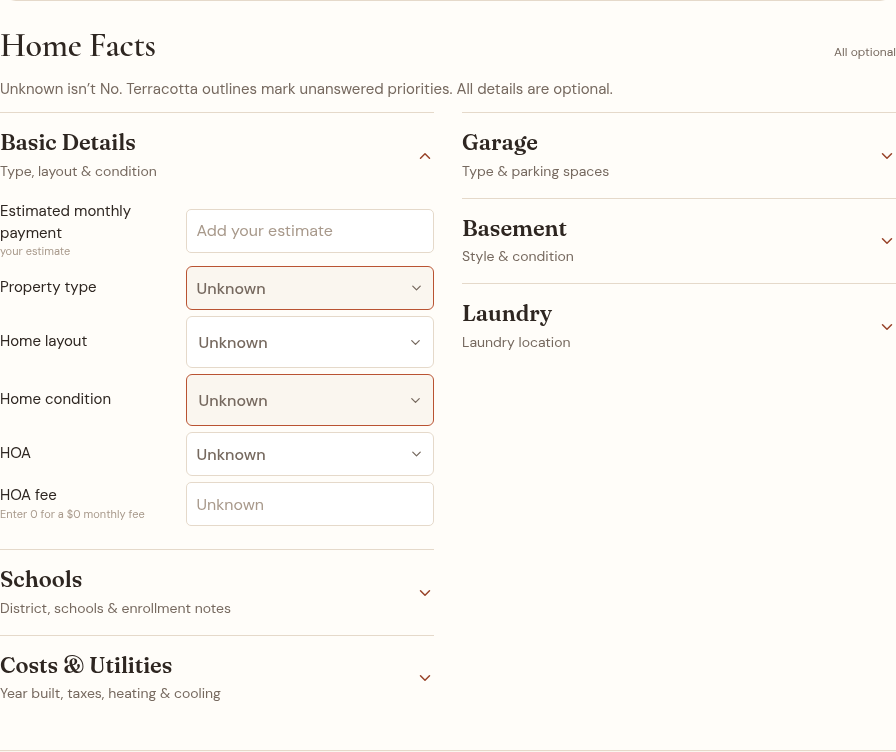 Home Facts
All optional
Unknown isn’t No. Terracotta outlines mark unanswered priorities. All details are optional.
Basic Details
Type, layout & condition
Estimated monthly
payment
your estimate
Add your estimate
Property type
Unknown
Home layout
Unknown
Home condition
Unknown
HOA
Unknown
HOA fee
Enter 0 for a $0 monthly fee
Unknown
Schools
District, schools & enrollment notes
Costs & Utilities
Year built, taxes, heating & cooling
Garage
Type & parking spaces
Basement
Style & condition
Laundry
Laundry location